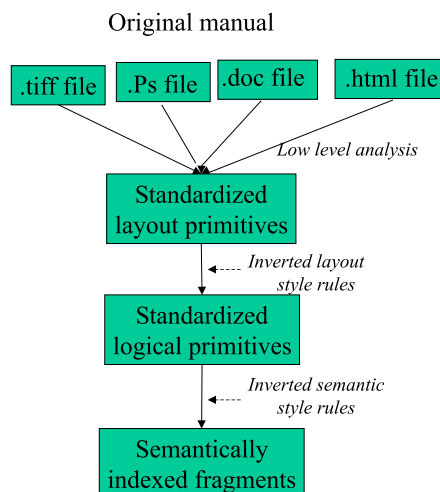 Original manual
.tiff file
.Ps file
.doc file
.html file
Low level analysis
Standardized
layout primitives
Inverted layout
style rules
Standardized
logical primitives
Inverted semantic
style rules
Semantically
indexed fragments